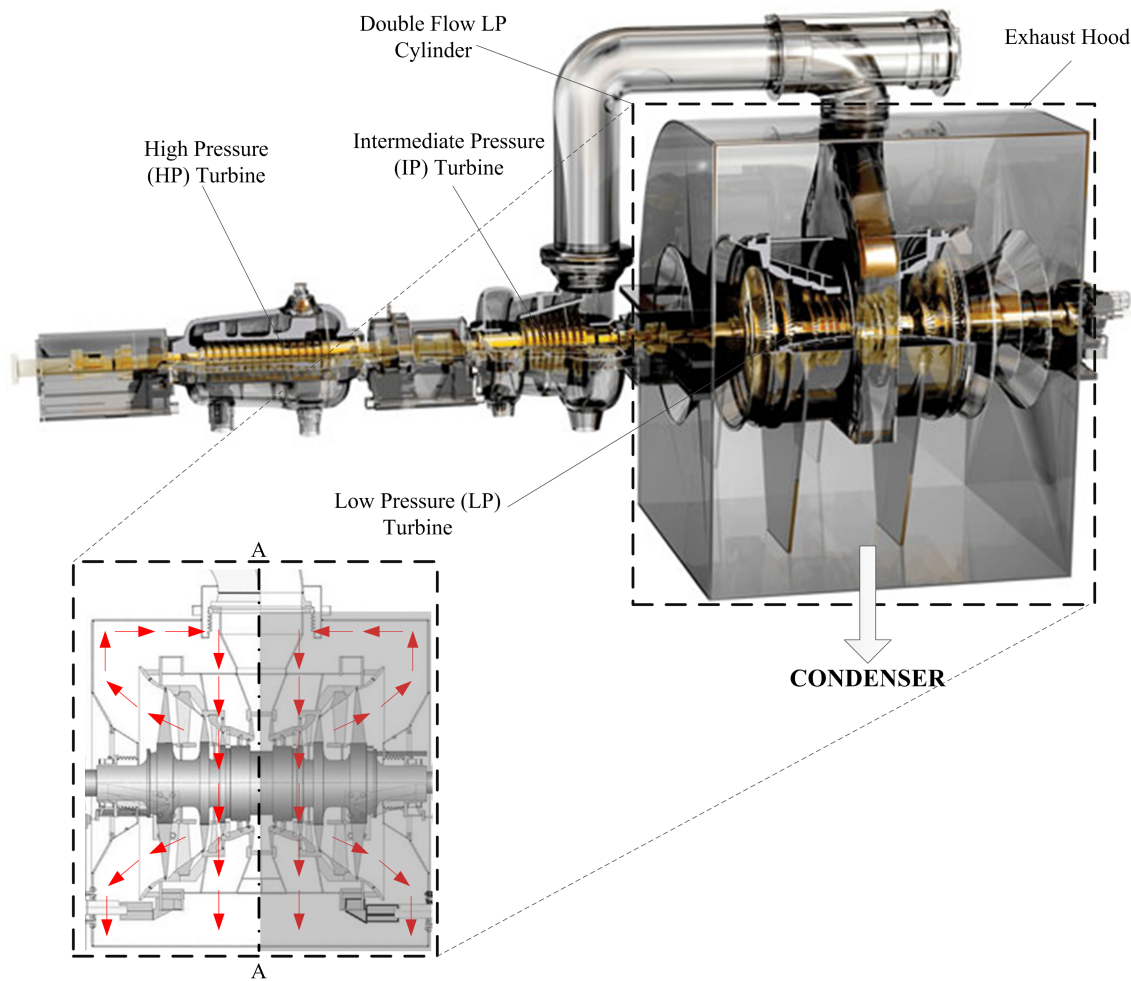 Double Flow LP
Cylinder
Exhaust Hood
High Pressure
(HP) Turbine
Intermediate Pressure
(IP) Turbine
Low Pressure (LP)
Turbine
A
CONDENSER
A